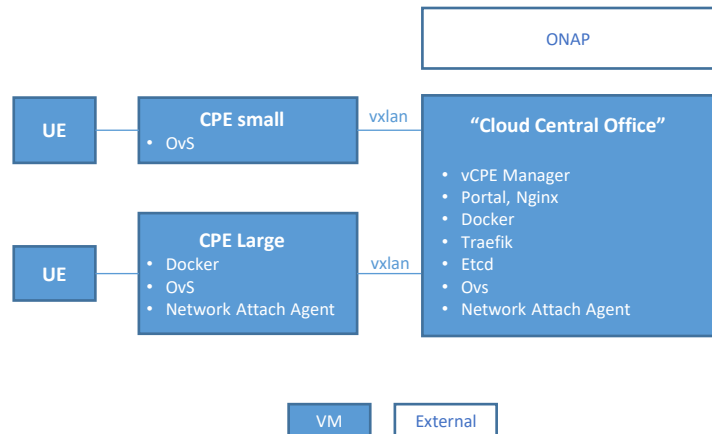 ONAP
UE
CPE small
• OvS
vxlan
“Cloud Central Office”
• vCPE Manager
• Portal, Nginx
• Docker
• Traefik
• Etcd
• Ovs
• Network Attach Agent
UE
CPE Large
• Docker
• OvS
• Network Attach Agent
vxlan
VM
External